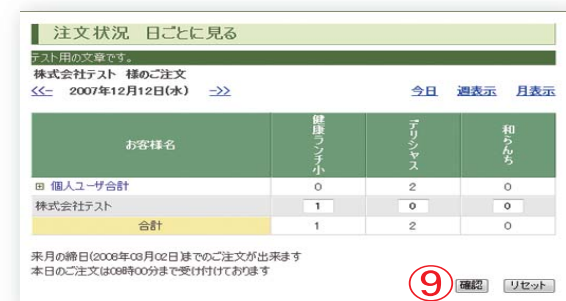 注文状況 日ごとに見る
テスト用の文章です。
株式会社テスト 様のご注文
<<- 2007年12月12日(水) ->> 今日 週表示 月表示
お客様名 健康ランチ小 デリシャス 和らんち
個人ユーザ合計 0 2 0
株式会社テスト 1 0 0
合計 1 2 0
来月の締日(2008年03月02日)までのご注文が出来ます
本日のご注文は09時00分まで受け付けております
⑨ 確認 リセット